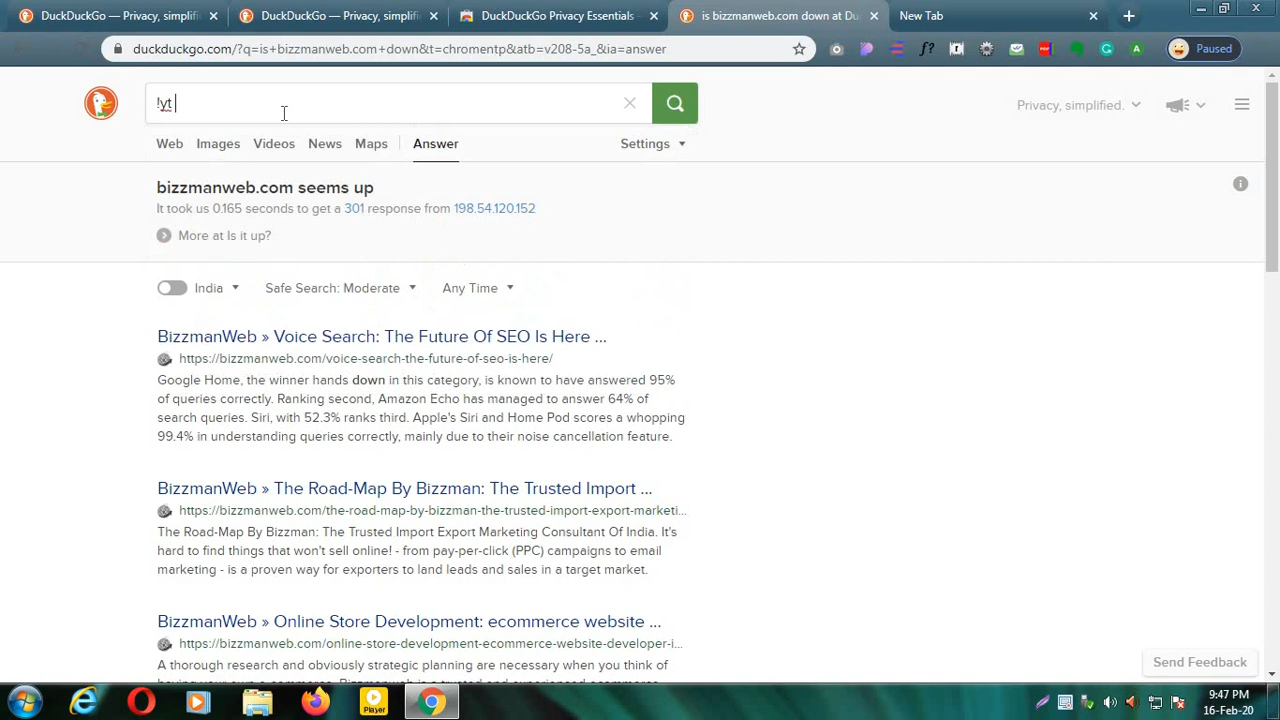 DuckDuckGo — Privacy, simplifi
DuckDuckGo — Privacy, simplifi
DuckDuckGo Privacy Essentials
is bizzmanweb.com down at Du
New Tab
duckduckgo.com/?q=is+bizzmanweb.com+down&t=chromentp&atb=v208-5a_&ia=answer
Paused
!yt
Privacy, simplified.
Web Images Videos News Maps Answer Settings
bizzmanweb.com seems up
It took us 0.165 seconds to get a 301 response from 198.54.120.152
More at Is it up?
India Safe Search: Moderate Any Time
BizzmanWeb » Voice Search: The Future Of SEO Is Here ...
https://bizzmanweb.com/voice-search-the-future-of-seo-is-here/
Google Home, the winner hands down in this category, is known to have answered 95%
of queries correctly. Ranking second, Amazon Echo has managed to answer 64% of
search queries. Siri, with 52.3% ranks third. Apple's Siri and Home Pod scores a whopping
99.4% in understanding queries correctly, mainly due to their noise cancellation feature.
BizzmanWeb » The Road-Map By Bizzman: The Trusted Import ...
https://bizzmanweb.com/the-road-map-by-bizzman-the-trusted-import-export-marketi...
The Road-Map By Bizzman: The Trusted Import Export Marketing Consultant Of India. It's
hard to find things that won't sell online! - from pay-per-click (PPC) campaigns to email
marketing - is a proven way for exporters to land leads and sales in a target market.
BizzmanWeb » Online Store Development: ecommerce website ...
https://bizzmanweb.com/online-store-development-ecommerce-website-developer-i...
A thorough research and obviously strategic planning are necessary when you think of
Send Feedback
Player
9:47 PM
16-Feb-20